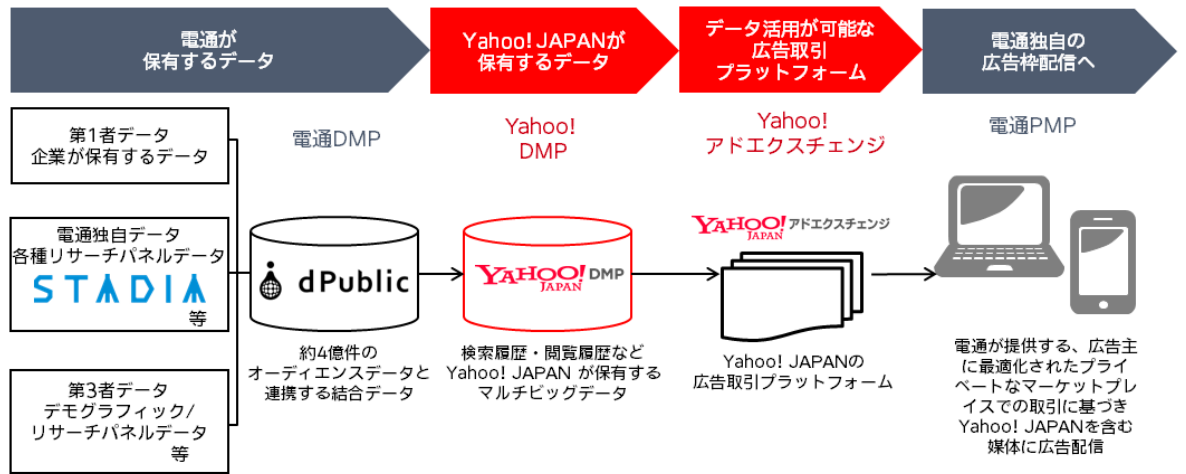 電通が
保有するデータ
Yahoo! JAPANが
保有するデータ
データ活用が可能な
広告取引
プラットフォーム
電通独自の
広告枠配信へ
第1者データ
企業が保有するデータ
電通独自データ
各種リサーチパネルデータ
STADIA
等
第3者データ
デモグラフィック/
リサーチパネルデータ
等
電通DMP
dPublic
約4億件の
オーディエンスデータと
連携する結合データ
Yahoo!
DMP
YAHOO! DMP
JAPAN
検索履歴・閲覧履歴など
Yahoo! JAPAN が保有する
マルチビッグデータ
Yahoo!
アドエクスチェンジ
YAHOO! アドエクスチェンジ
JAPAN
Yahoo! JAPANの
広告取引プラットフォーム
電通PMP
電通が提供する、広告主
に最適化されたプライ
ベートなマーケットプレ
イスでの取引に基づき
Yahoo! JAPANを含む
媒体に広告配信